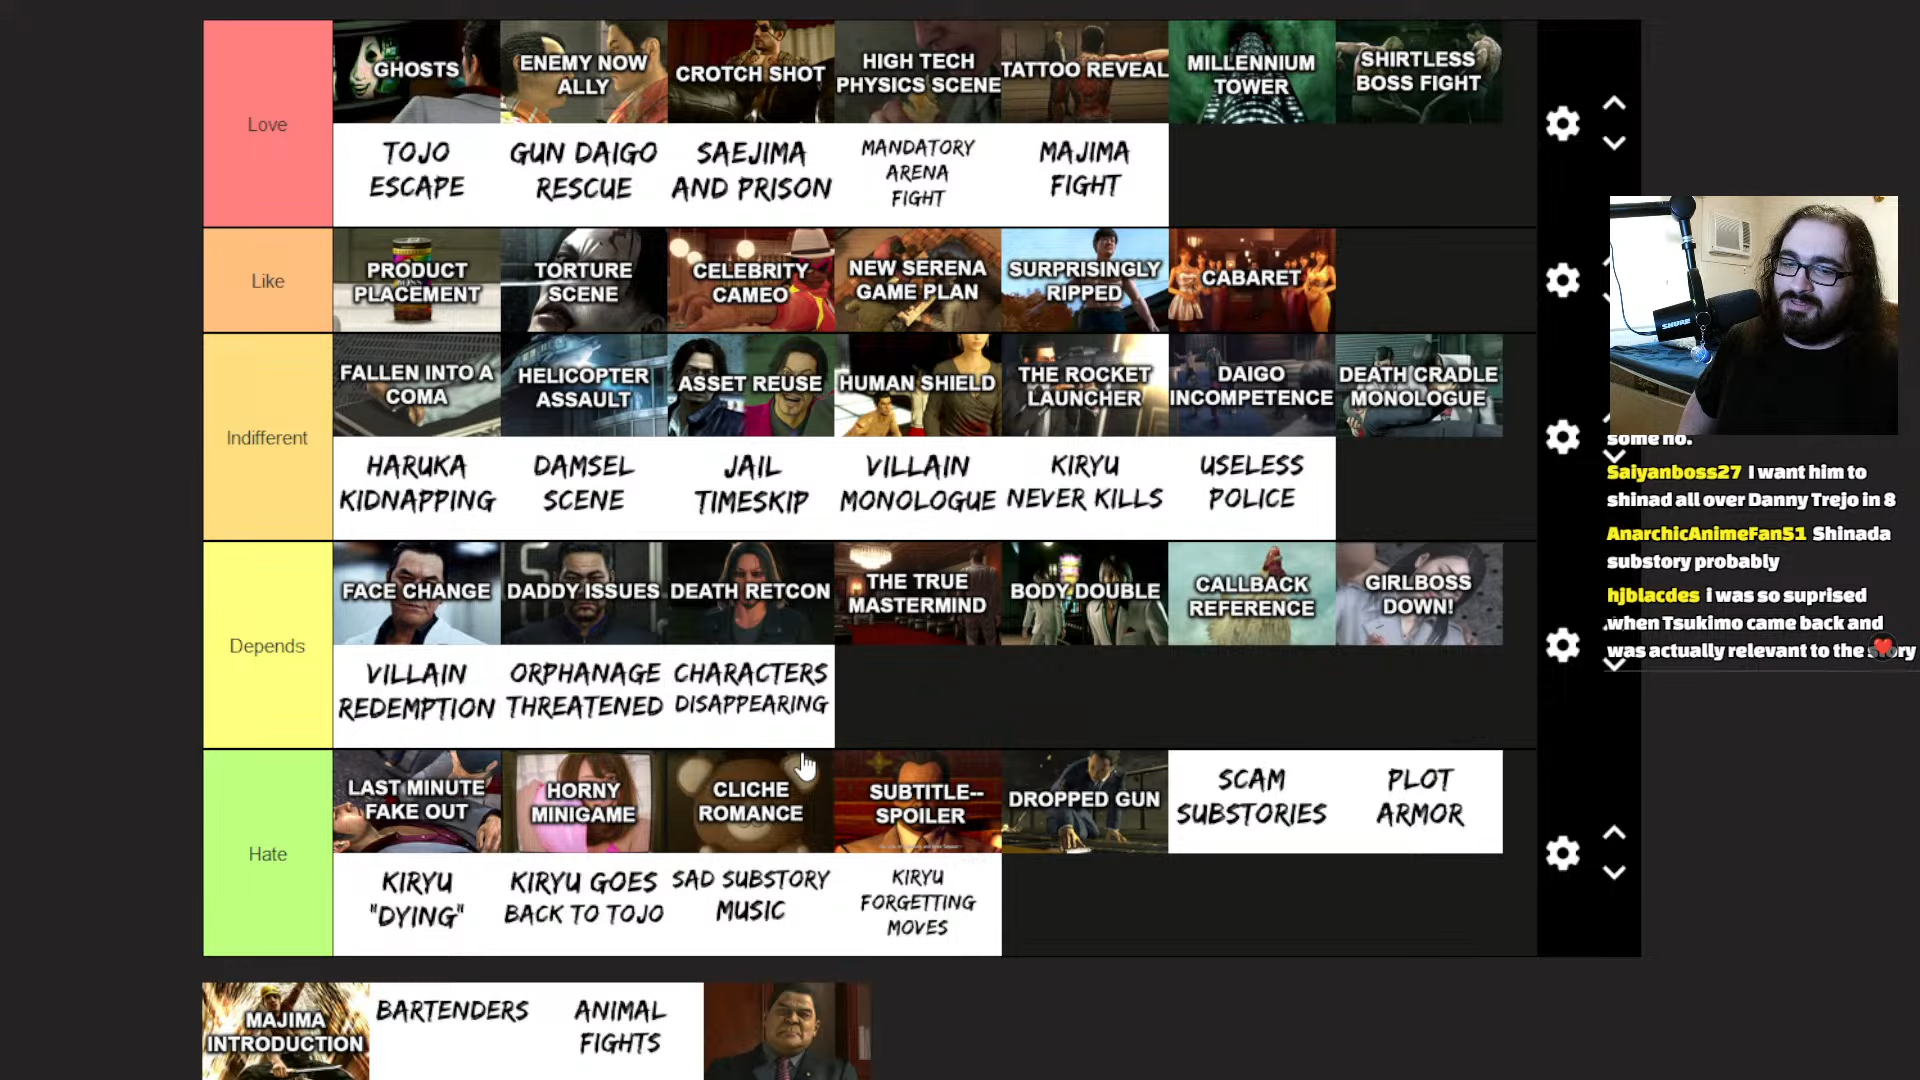 Love
GHOSTS
ENEMY NOW
ALLY
CROTCH SHOT
HIGH TECH
PHYSICS SCENE
TATTOO REVEAL
MILLENNIUM
TOWER
SHIRTLESS
BOSS FIGHT
TOJO
ESCAPE
GUN DAIGO
RESCUE
SAEJIMA
AND PRISON
MANDATORY
ARENA
FIGHT
MAJIMA
FIGHT
Like
PRODUCT
PLACEMENT
TORTURE
SCENE
CELEBRITY
CAMEO
NEW SERENA
GAME PLAN
SURPRISINGLY
RIPPED
CABARET
Indifferent
FALLEN INTO A
COMA
HELICOPTER
ASSAULT
ASSET REUSE
HUMAN SHIELD
THE ROCKET
LAUNCHER
DAIGO
INCOMPETENCE
DEATH CRADLE
MONOLOGUE
HARUKA
KIDNAPPING
DAMSEL
SCENE
JAIL
TIMESKIP
VILLAIN
MONOLOGUE
KIRYU
NEVER KILLS
USELESS
POLICE
Depends
FACE CHANGE
DADDY ISSUES
DEATH RETCON
THE TRUE
MASTERMIND
BODY DOUBLE
CALLBACK
REFERENCE
GIRLBOSS
DOWN!
VILLAIN
REDEMPTION
ORPHANAGE
THREATENED
CHARACTERS
DISAPPEARING
Hate
LAST MINUTE
FAKE OUT
HORNY
MINIGAME
CLICHE
ROMANCE
SUBTITLE--
SPOILER
DROPPED GUN
SCAM
SUBSTORIES
PLOT
ARMOR
KIRYU
"DYING"
KIRYU GOES
BACK TO TOJO
SAD SUBSTORY
MUSIC
KIRYU
FORGETTING
MOVES
MAJIMA
INTRODUCTION
BARTENDERS
ANIMAL
FIGHTS
SHURE
some no.
Saiyanboss27 I want him to
shinad all over Danny Trejo in 8
AnarchicAnimeFan51 Shinada
substory probably
hjblacdes i was so suprised
when Tsukimo came back and
was actually relevant to the story